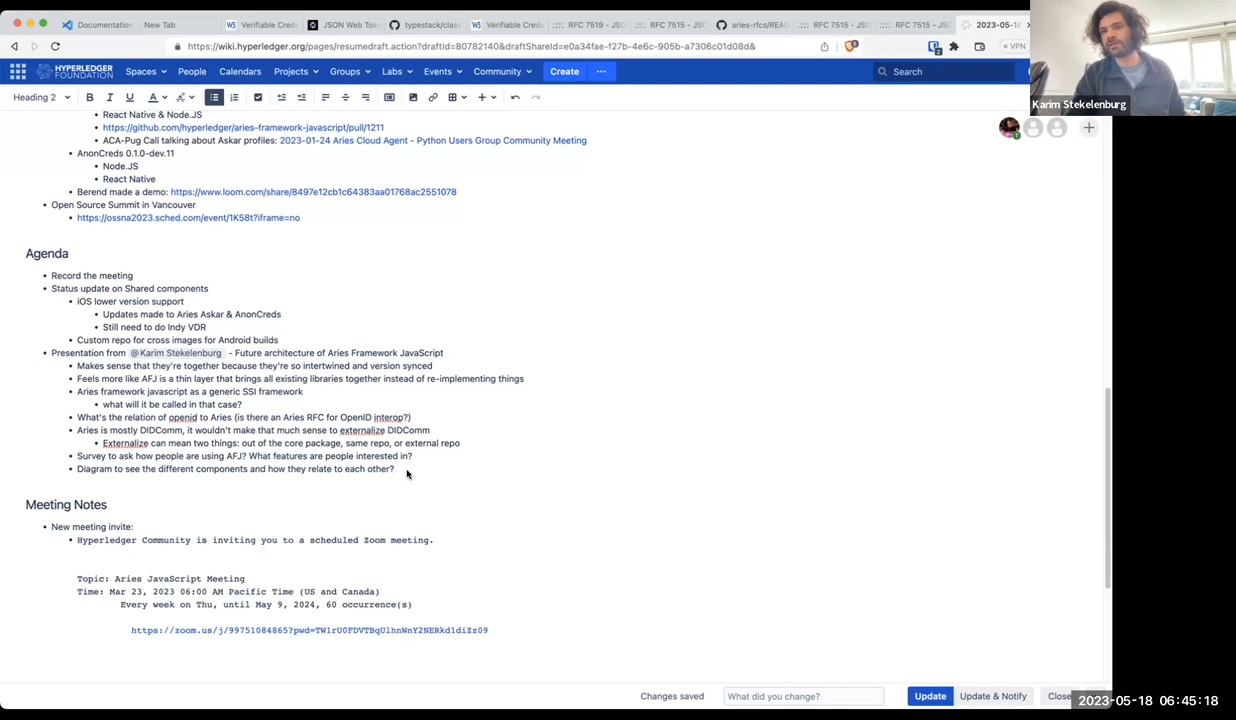 Documentation
New Tab
Verifiable Cred
JSON Web Tok
typestack/class
Verifiable Cred
RFC 7519 - JSO
RFC 7515 - JSO
aries-rfcs/REA
RFC 7515 - JSO
RFC 7515 - JSO
2023-05-18
https://wiki.hyperledger.org/pages/resumedraft.action?draftId=80782140&draftShareId=e0a34fae-f27b-4e6c-905b-a7306c01d08d&
VPN
HYPERLEDGER FOUNDATION
Spaces People Calendars Projects Groups Labs Events Community Create ... Search
Heading 2 B I U A
Karim Stekelenburg
React Native & Node.JS
https://github.com/hyperledger/aries-framework-javascript/pull/1211
ACA-Pug Call talking about Askar profiles: 2023-01-24 Aries Cloud Agent - Python Users Group Community Meeting
AnonCreds 0.1.0-dev.11
Node.JS
React Native
Berend made a demo: https://www.loom.com/share/8497e12cb1c64383aa01768ac2551078
Open Source Summit in Vancouver
https://ossna2023.sched.com/event/1K58t?iframe=no
Agenda
Record the meeting
Status update on Shared components
iOS lower version support
Updates made to Aries Askar & AnonCreds
Still need to do Indy VDR
Custom repo for cross images for Android builds
Presentation from @Karim Stekelenburg - Future architecture of Aries Framework JavaScript
Makes sense that they're together because they're so intertwined and version synced
Feels more like AFJ is a thin layer that brings all existing libraries together instead of re-implementing things
Aries framework javascript as a generic SSI framework
what will it be called in that case?
What's the relation of openid to Aries (is there an Aries RFC for OpenID interop?)
Aries is mostly DIDComm, it wouldn't make that much sense to externalize DIDComm
Externalize can mean two things: out of the core package, same repo, or external repo
Survey to ask how people are using AFJ? What features are people interested in?
Diagram to see the different components and how they relate to each other?
Meeting Notes
New meeting invite:
Hyperledger Community is inviting you to a scheduled Zoom meeting.
Topic: Aries JavaScript Meeting
Time: Mar 23, 2023 06:00 AM Pacific Time (US and Canada)
Every week on Thu, until May 9, 2024, 60 occurrence(s)
https://zoom.us/j/99751084865?pwd=TW1rU0FDVTBqUlhnWnY2NERkd1diZz09
Changes saved What did you change? Update Update & Notify Close
2023-05-18 06:45:18